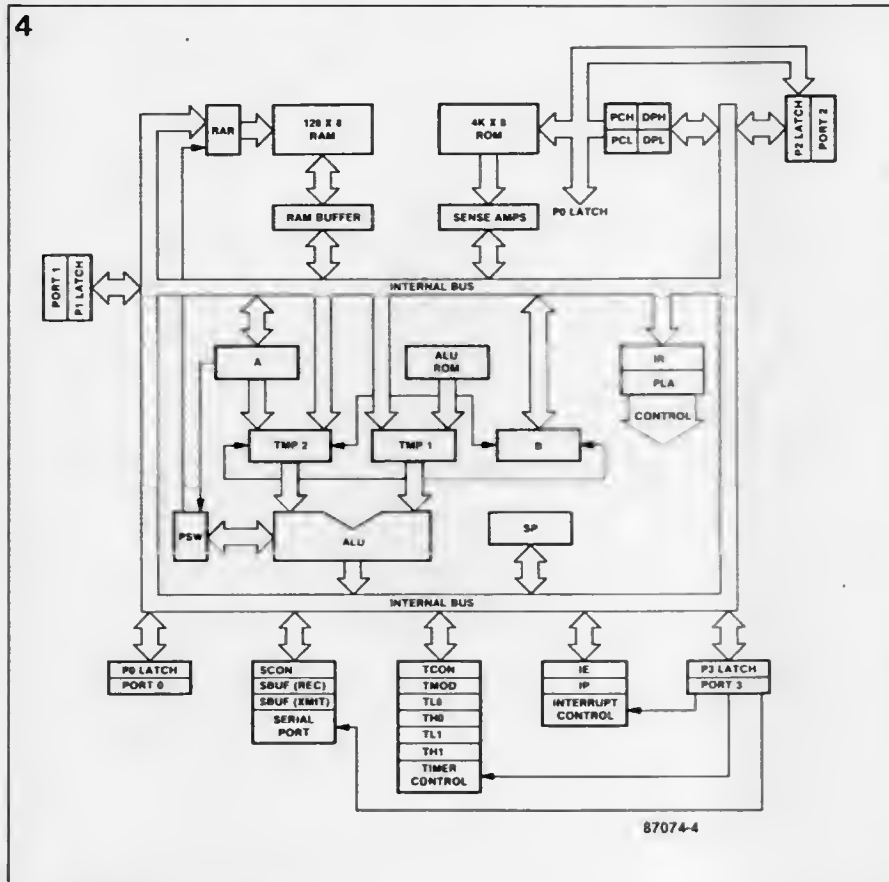 4
RAR
128 X 8
RAM
4K X 8
ROM
PCH
DPH
PCL
DPL
P2 LATCH
PORT 2
RAM BUFFER
SENSE AMPS
P0 LATCH
PORT 1
P1 LATCH
INTERNAL BUS
A
ALU
ROM
IR
PLA
CONTROL
TMP 2
TMP 1
B
PSW
ALU
SP
INTERNAL BUS
P0 LATCH
PORT 0
SCON
SBUF (REC)
SBUF (XMIT)
SERIAL
PORT
TCON
TMOD
TL0
TH0
TL1
TH1
TIMER
CONTROL
IE
IP
INTERRUPT
CONTROL
P3 LATCH
PORT 3
87074-4